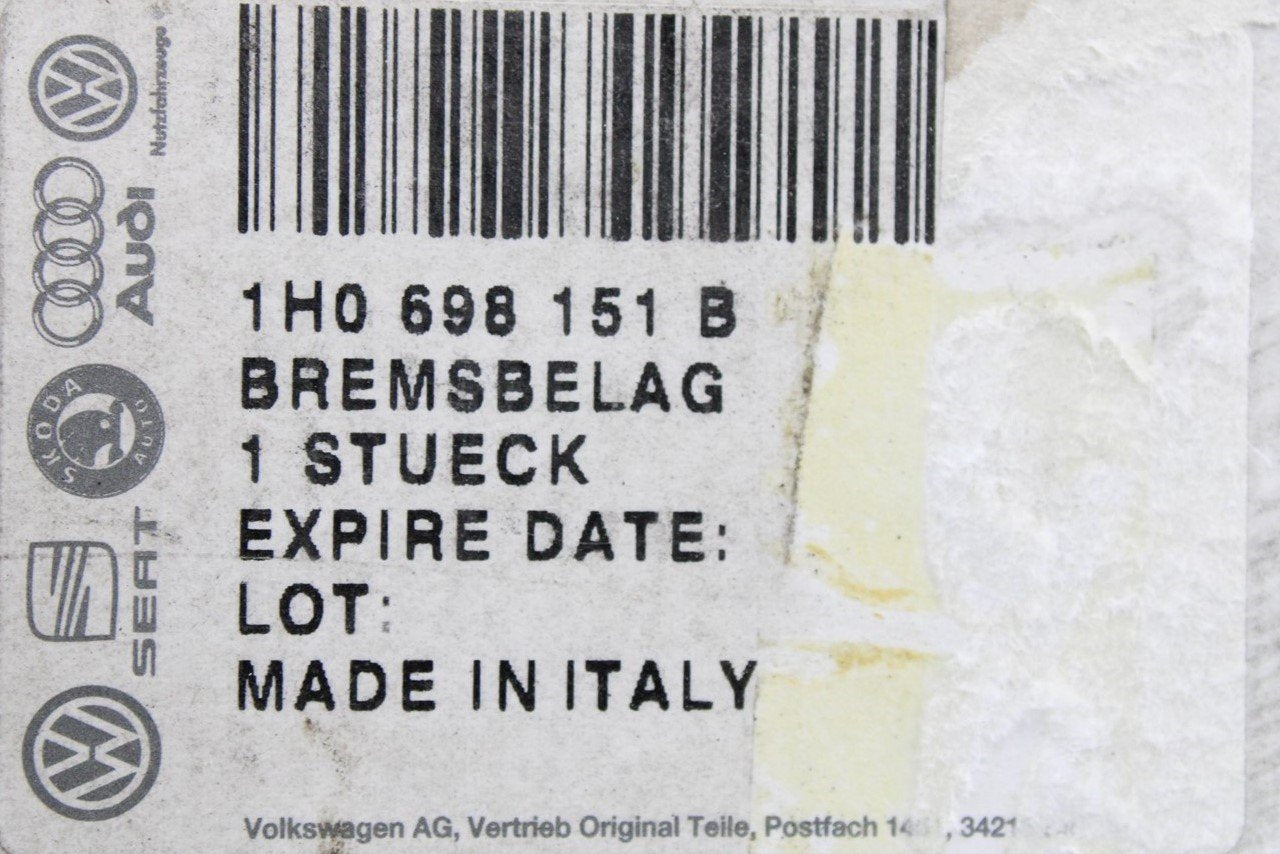 Nutzfahrzeuge
Audi
SKODA
AUTO
SEAT
1H0 698 151 B
BREMSBELAG
1 STUECK
EXPIRE DATE:
LOT:
MADE IN ITALY
Volkswagen AG, Vertrieb Original Teile, Postfach